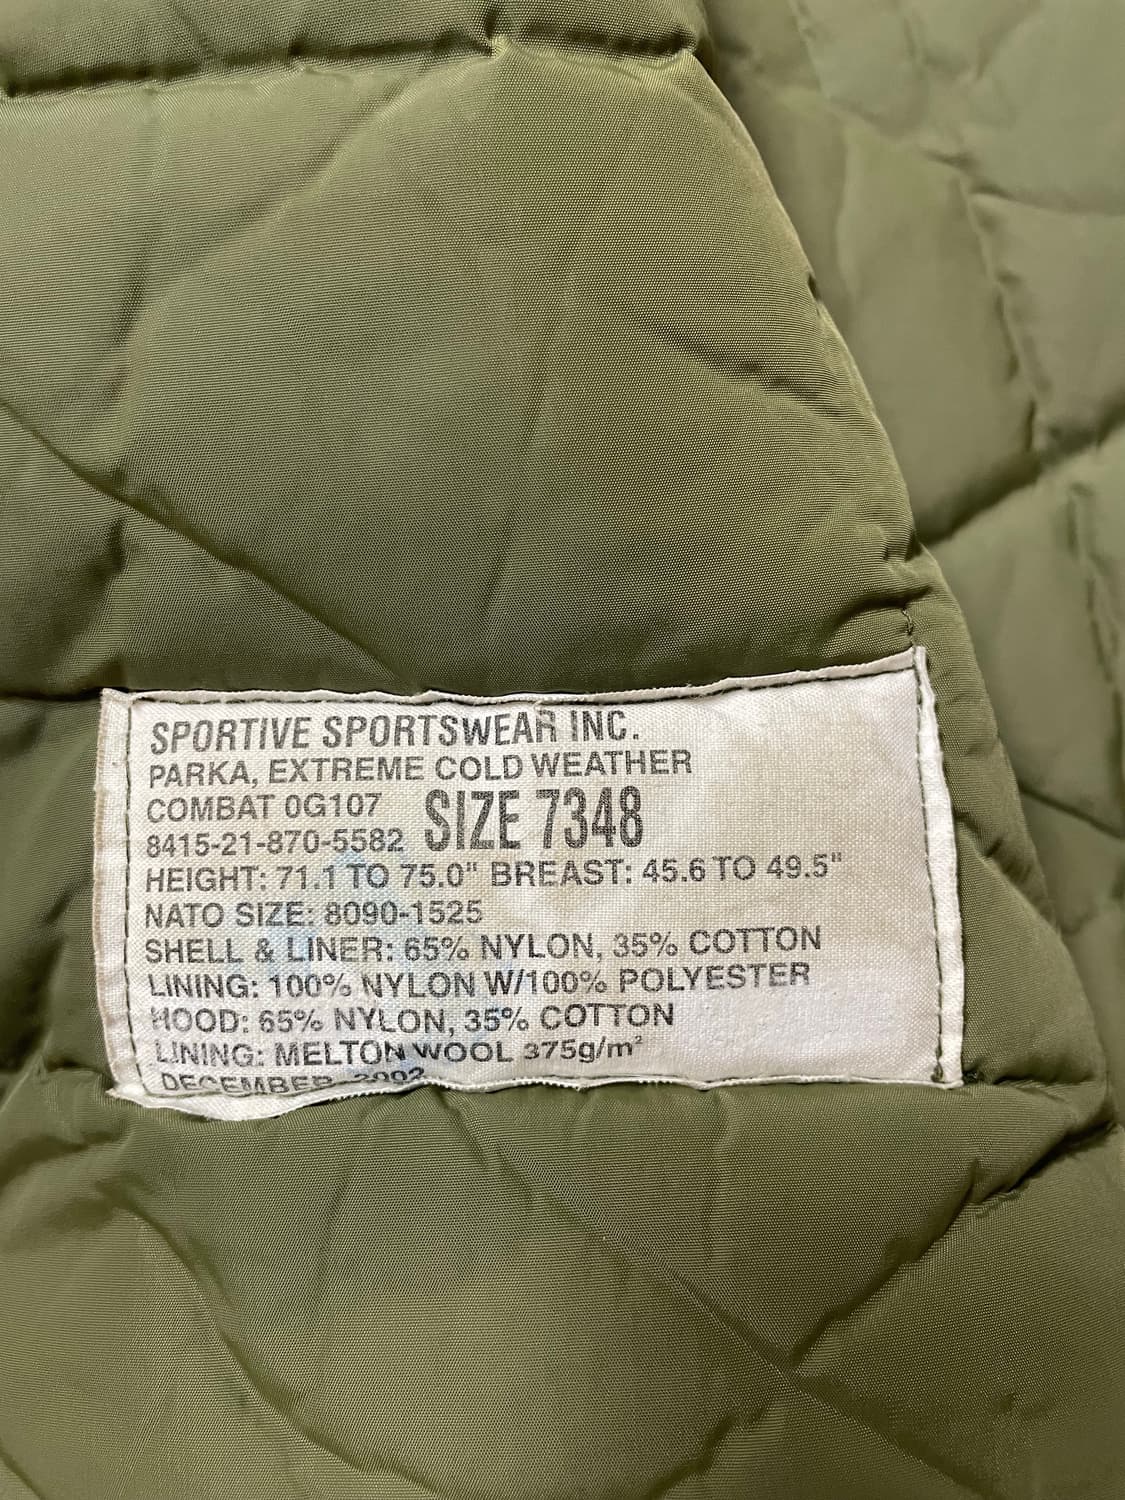 SPORTIVE SPORTSWEAR INC.
PARKA, EXTREME COLD WEATHER
COMBAT 0G107 SIZE 7348
8415-21-870-5582
HEIGHT: 71.1 TO 75.0" BREAST: 45.6 TO 49.5"
NATO SIZE: 8090-1525
SHELL & LINER: 65% NYLON, 35% COTTON
LINING: 100% NYLON W/100% POLYESTER
HOOD: 65% NYLON, 35% COTTON
LINING: MELTON WOOL 375g/m²
DECEMBER 2002